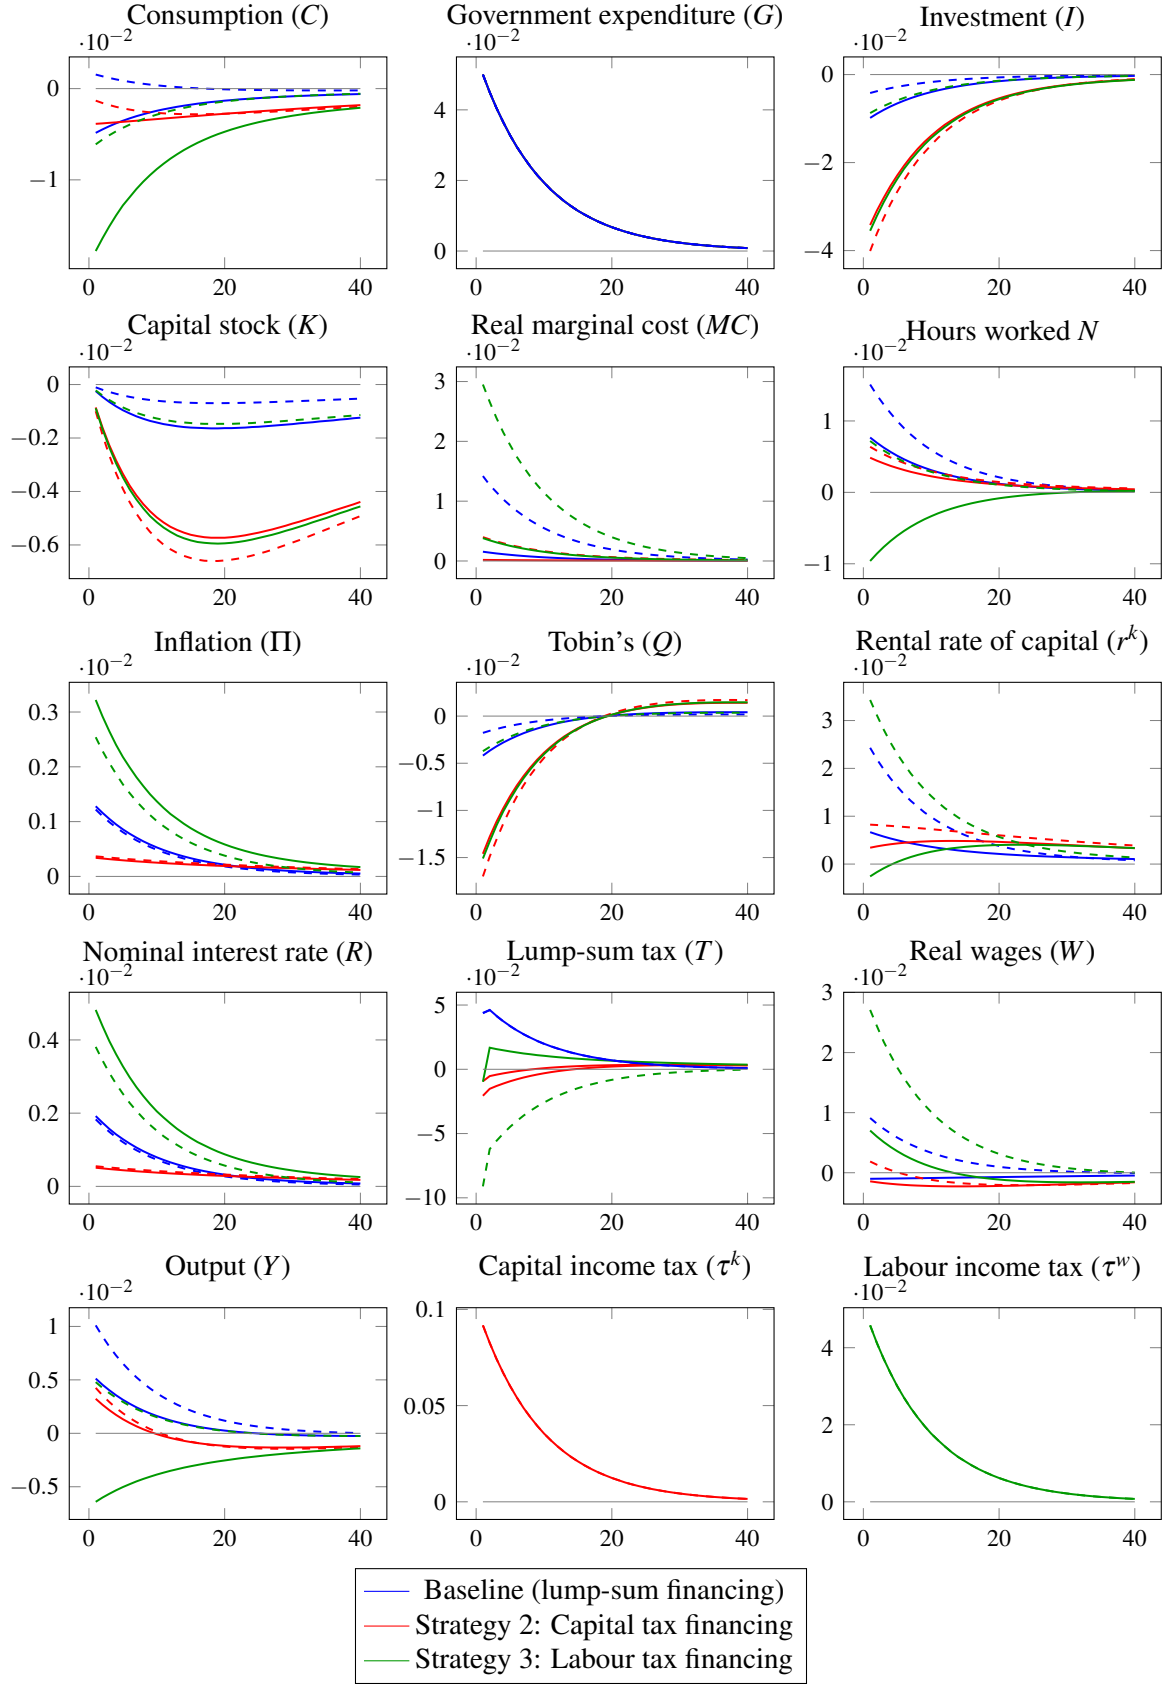 Consumption (C)
Government expenditure (G)
Investment (I)
·10−2
·10−2
·10−2
0
−1
0 20 40
4
2
0
0 20 40
0
−2
−4
0 20 40
Capital stock (K)
Real marginal cost (MC)
Hours worked N
·10−2
·10−2
·10−2
0
−0.2
−0.4
−0.6
0 20 40
3
2
1
0
0 20 40
1
0
−1
0 20 40
Inflation (Π)
Tobin's (Q)
Rental rate of capital (r^k)
·10−2
·10−2
·10−2
0.3
0.2
0.1
0
0 20 40
0
−0.5
−1
−1.5
0 20 40
3
2
1
0
0 20 40
Nominal interest rate (R)
Lump-sum tax (T)
Real wages (W)
·10−2
·10−2
·10−2
0.4
0.2
0
0 20 40
5
0
−5
−10
0 20 40
3
2
1
0
0 20 40
Output (Y)
Capital income tax (τ^k)
Labour income tax (τ^w)
·10−2
·10−2
1
0.5
0
−0.5
0 20 40
0.1
0.05
0
0 20 40
4
2
0
0 20 40
Baseline (lump-sum financing)
Strategy 2: Capital tax financing
Strategy 3: Labour tax financing